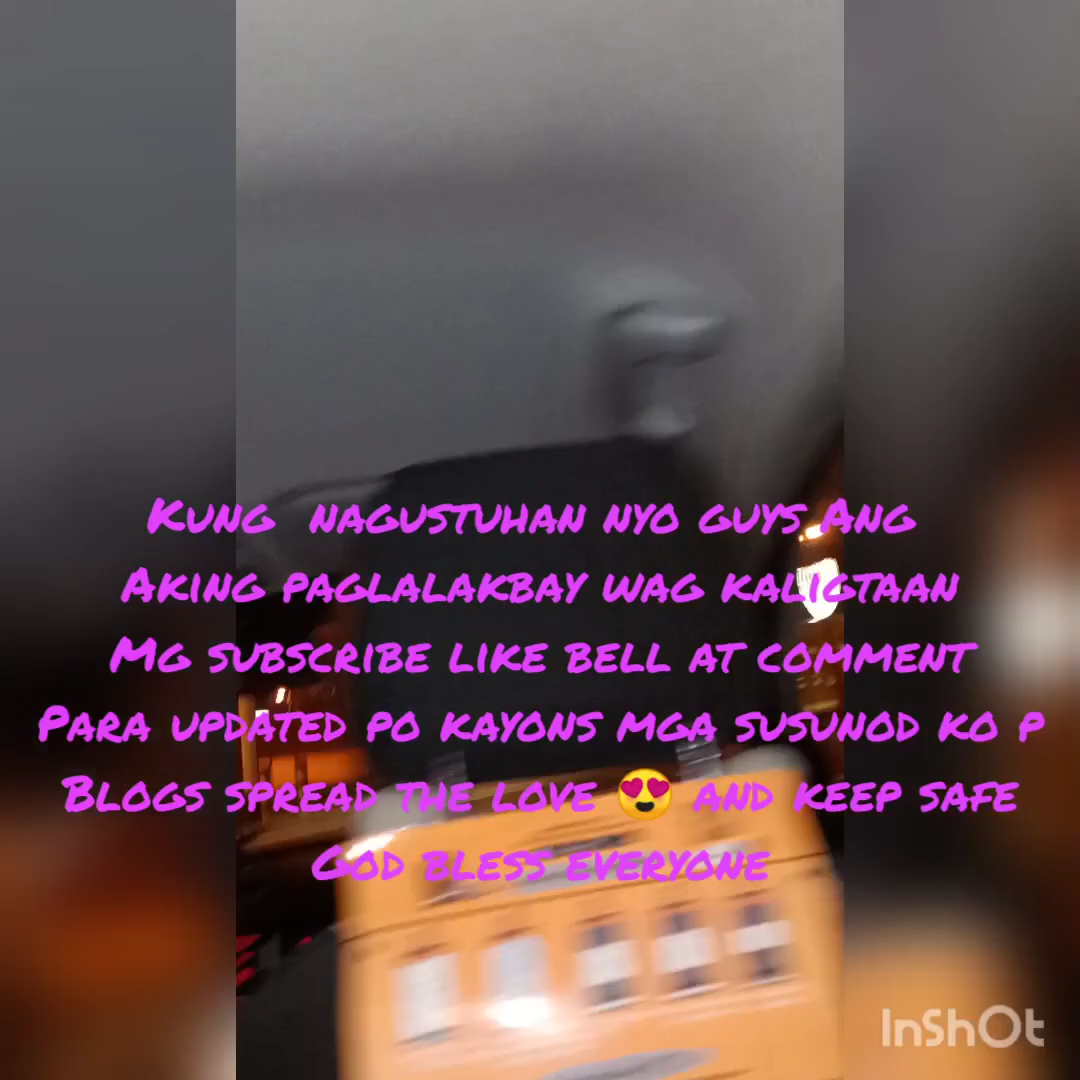 Kung nagustuhan nyo guys Ang
Aking paglalakbay wag kaligtaan
Mg subscribe like bell at comment
Para updated po kayons mga susunod ko p
Blogs spread the love 😍 and keep safe
God bless everyone
InShOt